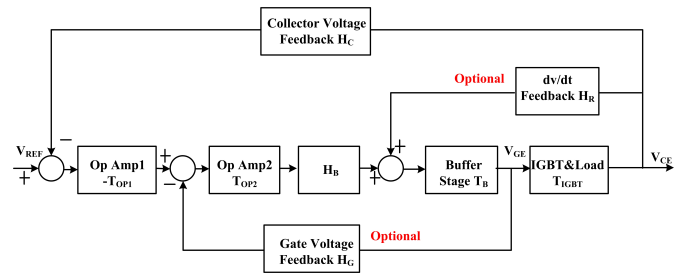 Collector Voltage
Feedback H_C
Optional
dv/dt
Feedback H_R
V_REF
−
+
Op Amp1
-T_OP1
+
−
Op Amp2
T_OP2
H_B
+
+
Buffer
Stage T_B
V_GE
IGBT&Load
T_IGBT
V_CE
Gate Voltage
Feedback H_G
Optional